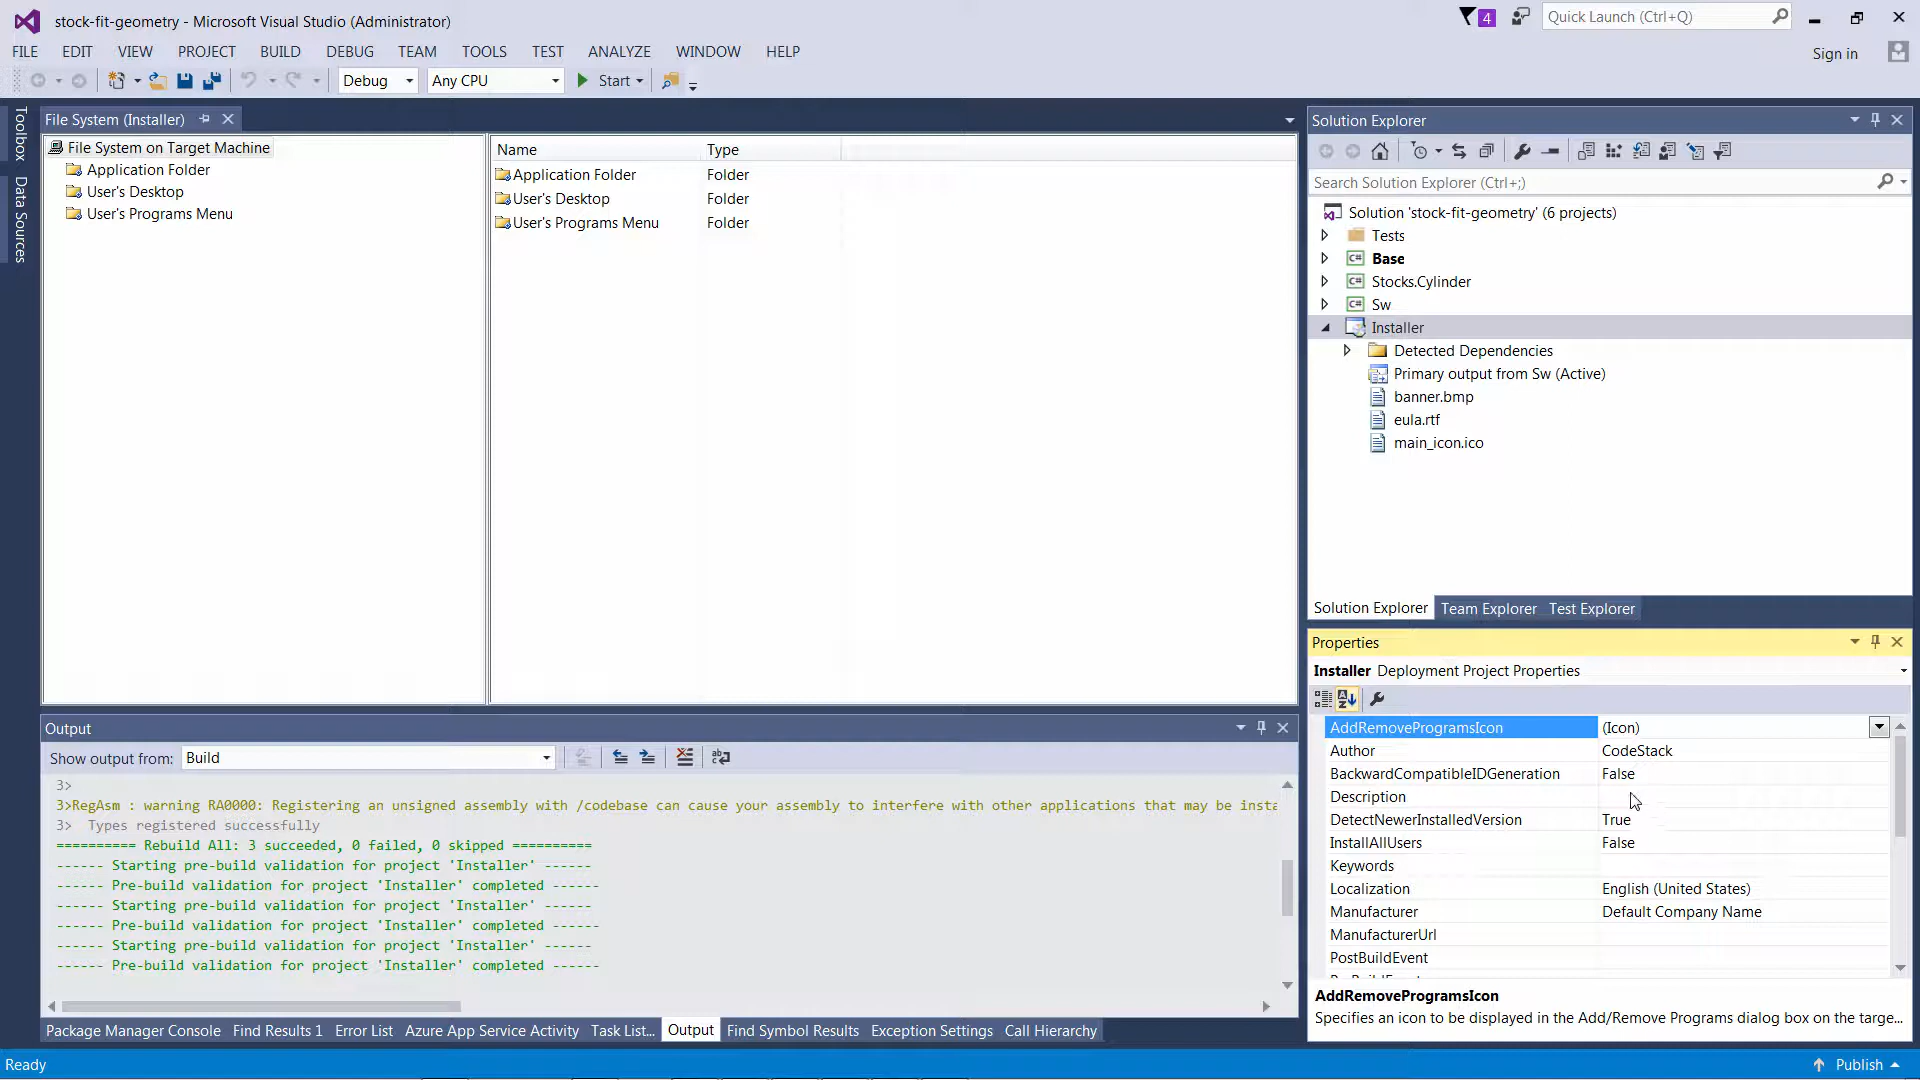 stock-fit-geometry - Microsoft Visual Studio (Administrator)
4
Quick Launch (Ctrl+Q)
FILE EDIT VIEW PROJECT BUILD DEBUG TEAM TOOLS TEST ANALYZE WINDOW HELP
Sign in
Debug Any CPU Start
Toolbox
Data Sources
File System (Installer)
File System on Target Machine
Application Folder
User's Desktop
User's Programs Menu
Name Type
Application Folder Folder
User's Desktop Folder
User's Programs Menu Folder
Solution Explorer
Search Solution Explorer (Ctrl+;)
Solution 'stock-fit-geometry' (6 projects)
Tests
C# Base
C# Stocks.Cylinder
C# Sw
Installer
Detected Dependencies
Primary output from Sw (Active)
banner.bmp
eula.rtf
main_icon.ico
Solution Explorer Team Explorer Test Explorer
Properties
Installer Deployment Project Properties
AddRemoveProgramsIcon (Icon)
Author CodeStack
BackwardCompatibleIDGeneration False
Description
DetectNewerInstalledVersion True
InstallAllUsers False
Keywords
Localization English (United States)
Manufacturer Default Company Name
ManufacturerUrl
PostBuildEvent
AddRemoveProgramsIcon
Specifies an icon to be displayed in the Add/Remove Programs dialog box on the targe...
Output
Show output from: Build
3>
3>RegAsm : warning RA0000: Registering an unsigned assembly with /codebase can cause your assembly to interfere with other applications that may be insta
3> Types registered successfully
========== Rebuild All: 3 succeeded, 0 failed, 0 skipped ==========
------ Starting pre-build validation for project 'Installer' ------
------ Pre-build validation for project 'Installer' completed ------
------ Starting pre-build validation for project 'Installer' ------
------ Pre-build validation for project 'Installer' completed ------
------ Starting pre-build validation for project 'Installer' ------
------ Pre-build validation for project 'Installer' completed ------
Package Manager Console Find Results 1 Error List Azure App Service Activity Task List... Output Find Symbol Results Exception Settings Call Hierarchy
Ready
Publish